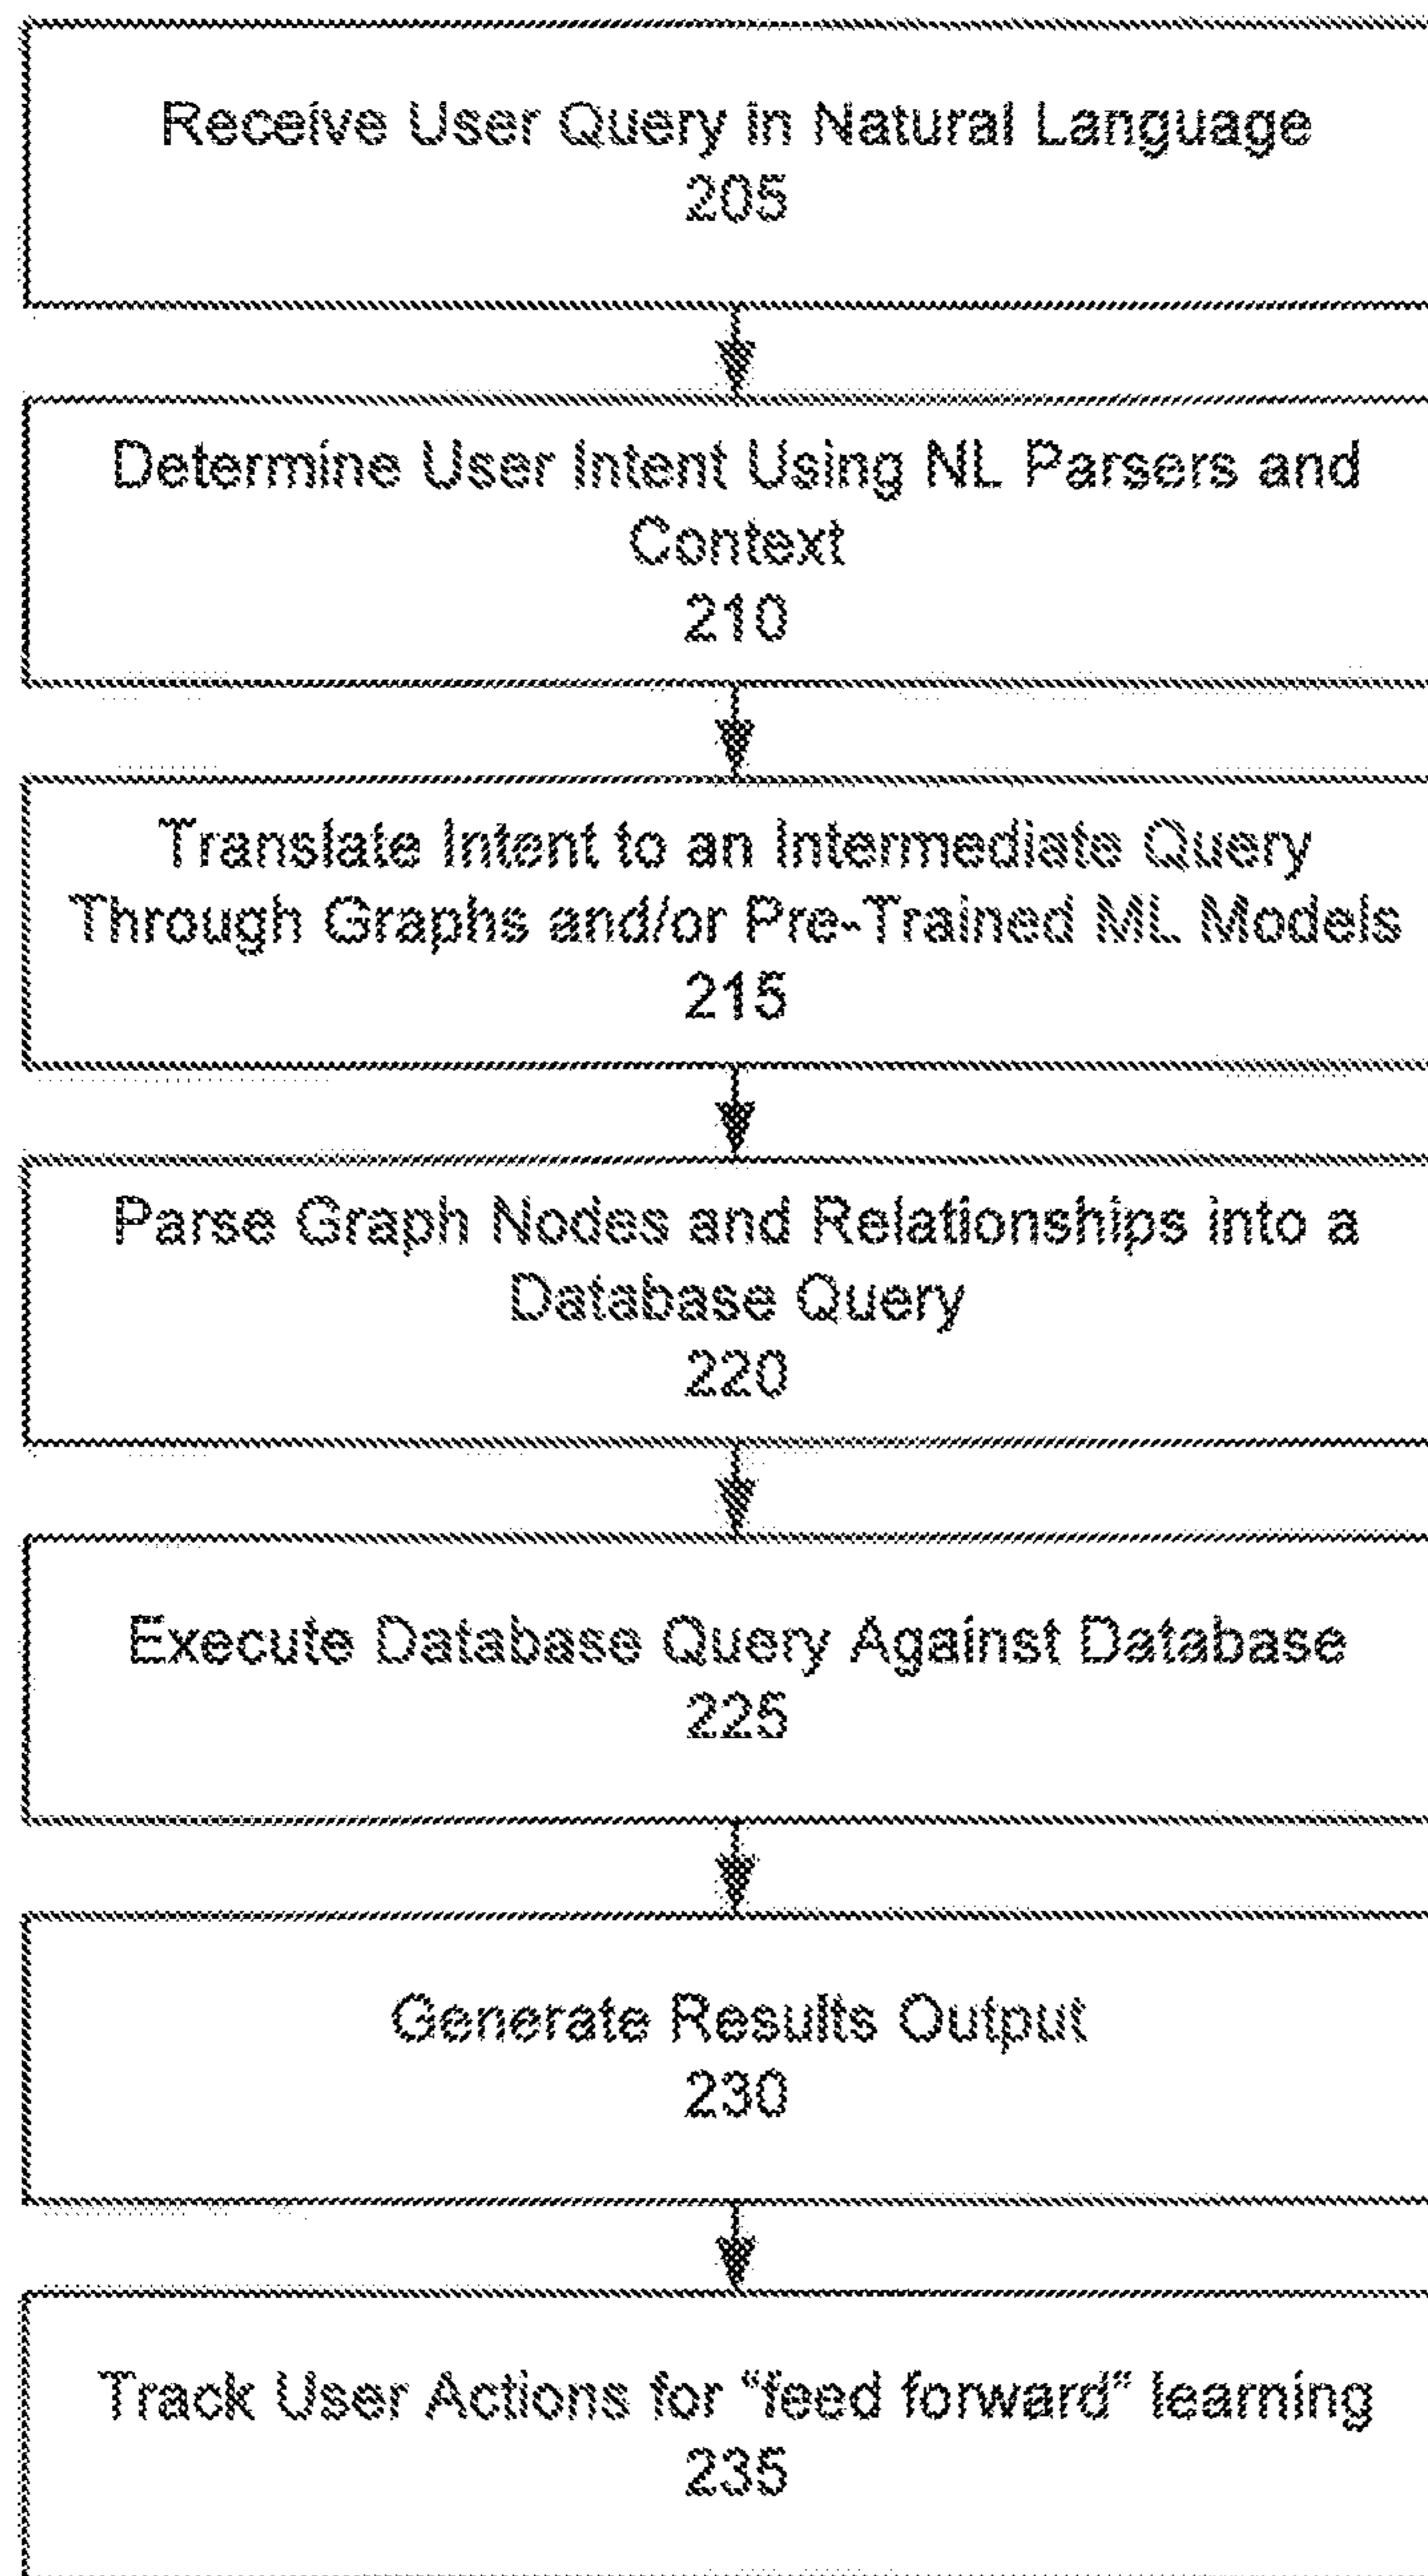 Receive User Query in Natural Language
205
Determine User Intent Using NL Parsers and
Context
210
Translate Intent to an Intermediate Query
Through Graphs and/or Pre-Trained ML Models
215
Parse Graph Nodes and Relationships into a
Database Query
220
Execute Database Query Against Database
225
Generate Results Output
230
Track User Actions for "feed forward" learning
235